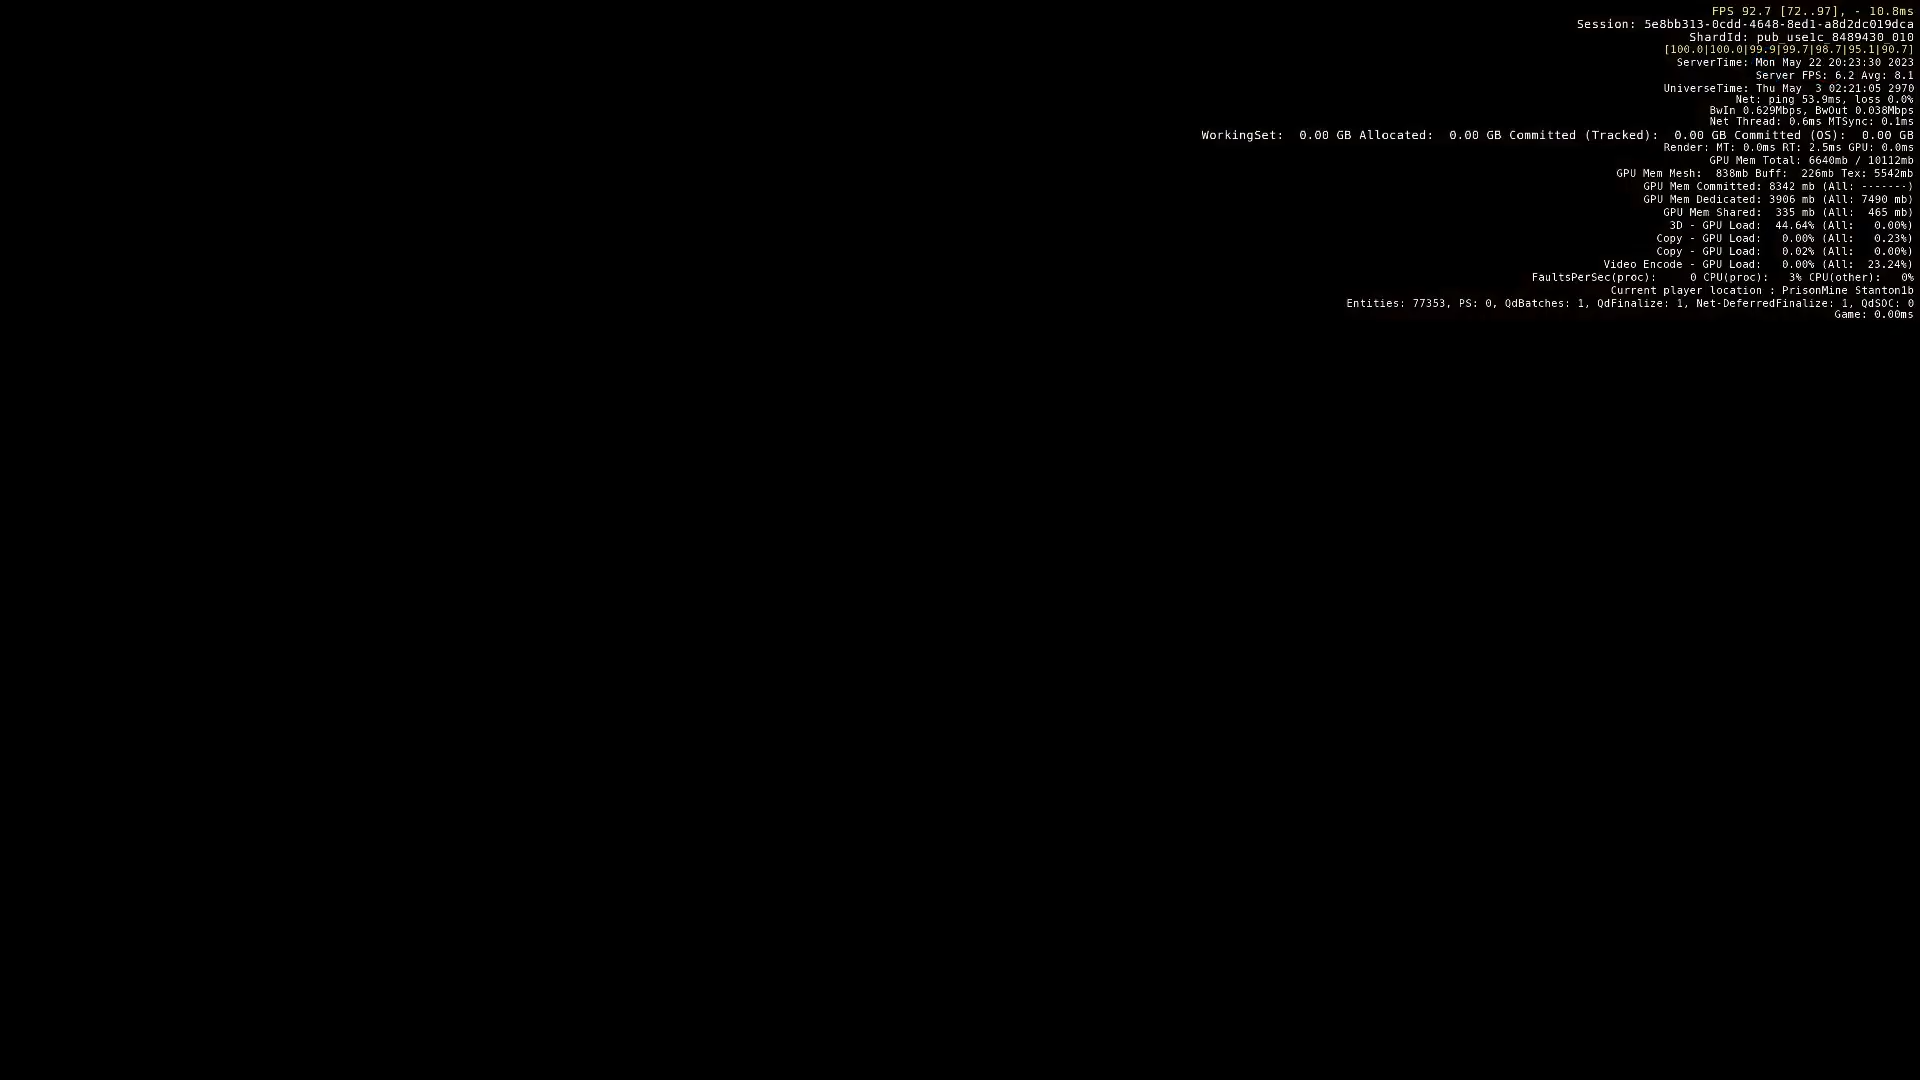 FPS 92.7 [72..97], - 10.8ms
Session: 5e8bb313-0cdd-4648-8ed1-a8d2dc019dca
ShardId: pub_use1c_8489430_010
[100.0|100.0|99.9|99.7|98.7|95.1|90.7]
ServerTime: Mon May 22 20:23:30 2023
Server FPS: 6.2 Avg: 8.1
UniverseTime: Thu May  3 02:21:05 2970
Net: ping 53.9ms, loss 0.0%
BwIn 0.629Mbps, BwOut 0.038Mbps
Net Thread: 0.6ms MTSync: 0.1ms
WorkingSet:  0.00 GB Allocated:  0.00 GB Committed (Tracked):  0.00 GB Committed (OS):  0.00 GB
Render: MT: 0.0ms RT: 2.5ms GPU: 0.0ms
GPU Mem Total: 6640mb / 10112mb
GPU Mem Mesh:  838mb Buff:  226mb Tex: 5542mb
GPU Mem Committed: 8342 mb (All: -------)
GPU Mem Dedicated: 3906 mb (All: 7490 mb)
GPU Mem Shared:  335 mb (All:  465 mb)
3D - GPU Load:  44.64% (All:   0.00%)
Copy - GPU Load:   0.00% (All:   0.23%)
Copy - GPU Load:   0.02% (All:   0.00%)
Video Encode - GPU Load:   0.00% (All:  23.24%)
FaultsPerSec(proc):     0 CPU(proc):   3% CPU(other):   0%
Current player location : PrisonMine Stanton1b
Entities: 77353, PS: 0, QdBatches: 1, QdFinalize: 1, Net-DeferredFinalize: 1, QdSOC: 0
Game: 0.00ms